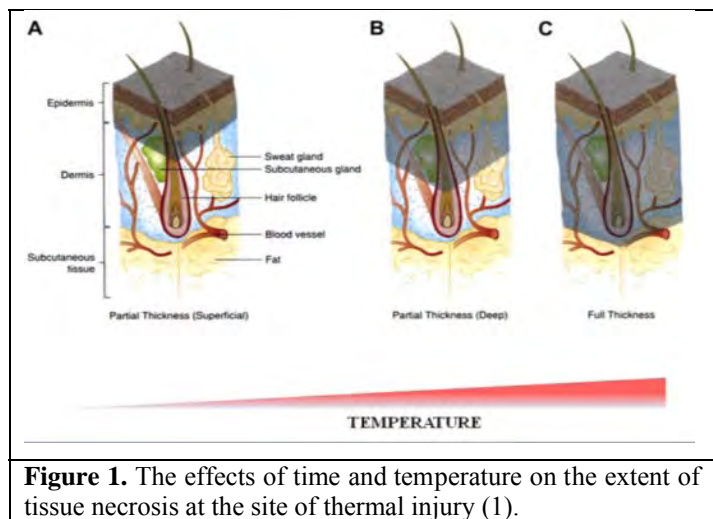 A
B
C
Epidermis
Dermis
Subcutaneous
tissue
Sweat gland
Subcutaneous gland
Hair follicle
Blood vessel
Fat
Partial Thickness (Superficial)
Partial Thickness (Deep)
Full Thickness
TEMPERATURE
Figure 1. The effects of time and temperature on the extent of
tissue necrosis at the site of thermal injury (1).